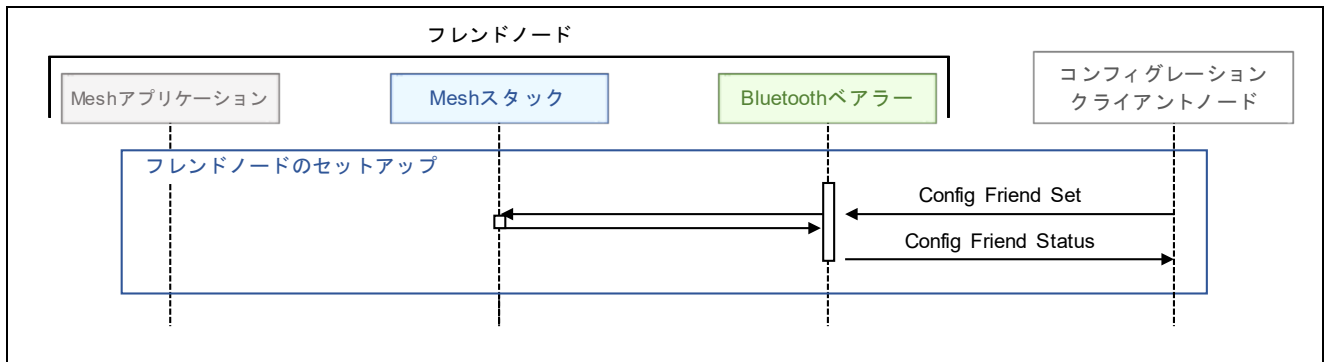 フレンドノード
Meshアプリケーション
Meshスタック
Bluetoothベアラー
コンフィグレーション
クライアントノード
フレンドノードのセットアップ
Config Friend Set
Config Friend Status